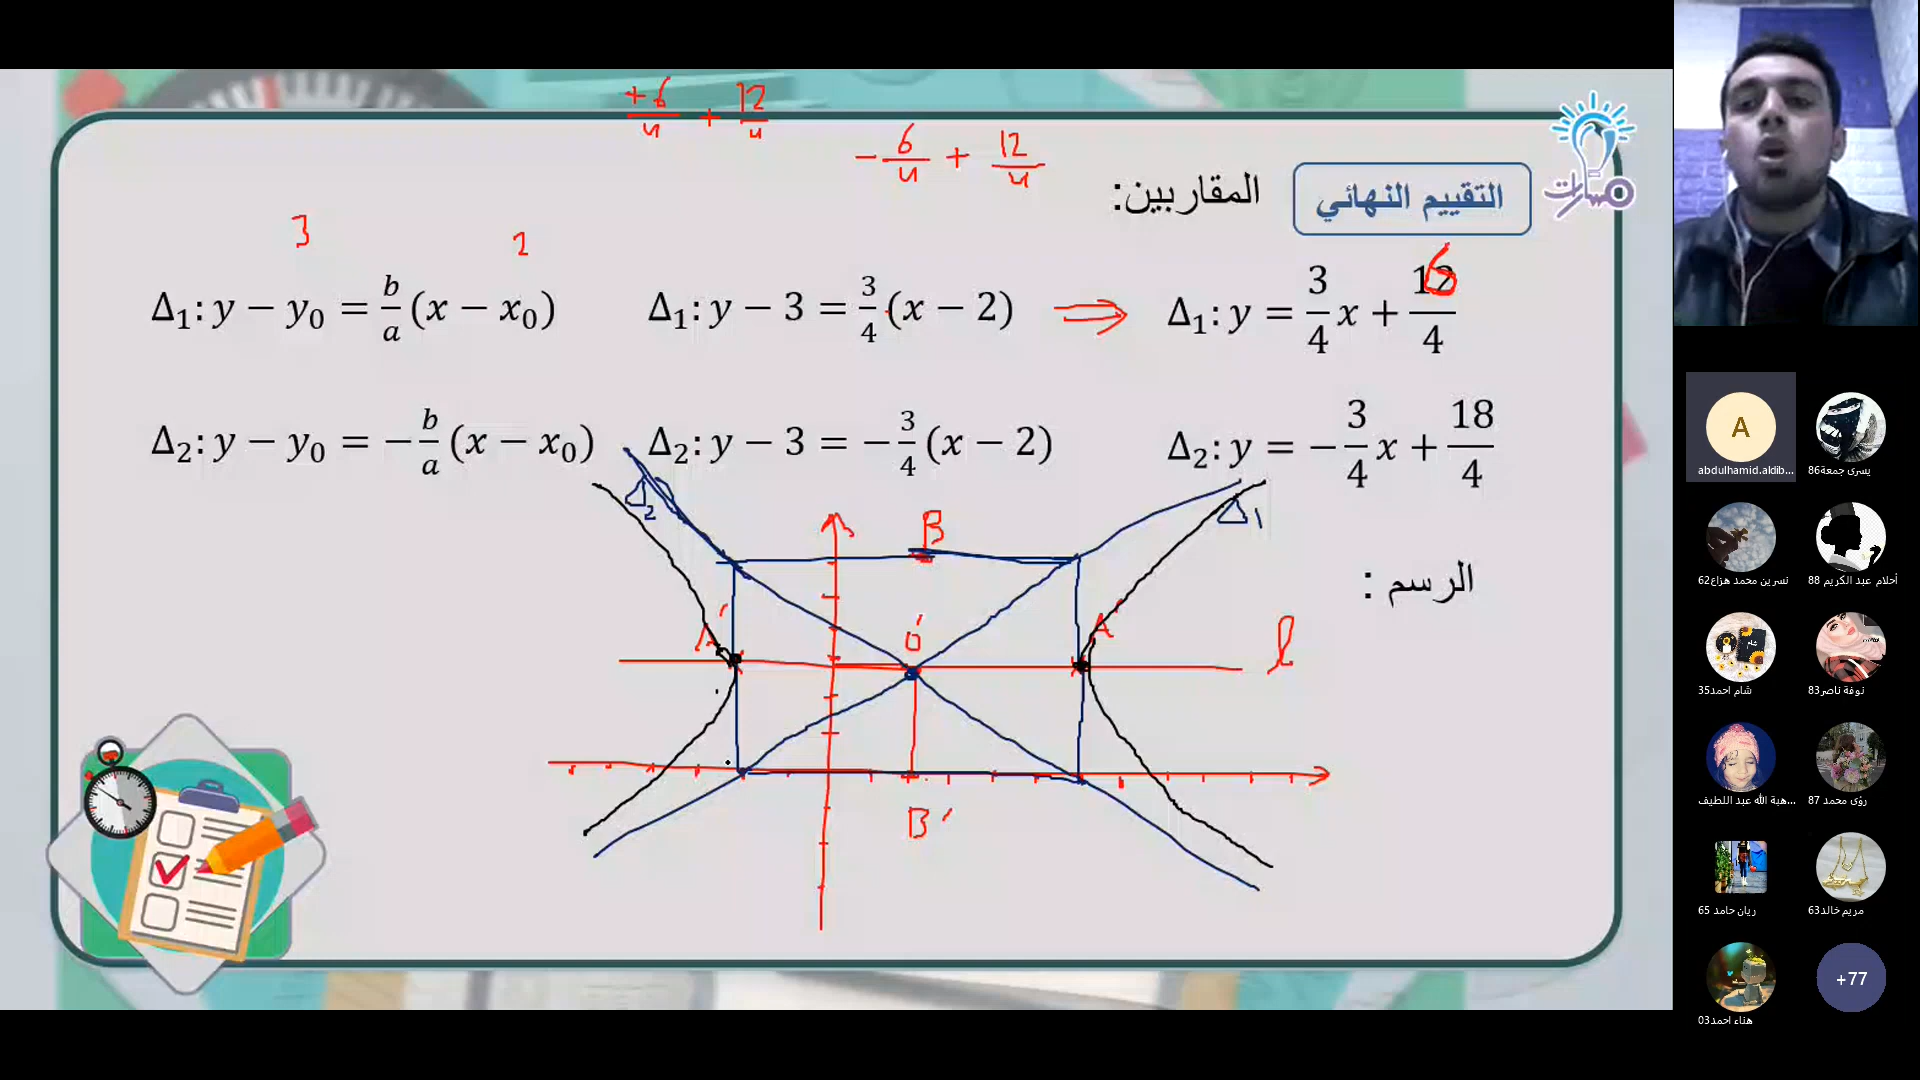 +6/4 + 12/4
-6/4 + 12/4
التقييم النهائي
المقاربين:
مسارات
3
2
6
Δ₁: y − y₀ = b/a (x − x₀)
Δ₁: y − 3 = 3/4 (x − 2)
⟹
Δ₁: y = 3/4 x + 12/4
Δ₂: y − y₀ = − b/a (x − x₀)
Δ₂: y − 3 = − 3/4 (x − 2)
Δ₂: y = − 3/4 x + 18/4
الرسم :
Δ2
B
Δ1
A'
O'
A
l
B'
A
abdulhamid.aldib...
يسرى جمعة86
نسرين محمد هزاع62
أحلام عبد الكريم 88
شام احمد35
نوفة ناصر83
هبة الله عبد اللطيف...
رؤى محمد 87
ريان حامد 65
مريم خالد63
هناء احمد03
+77